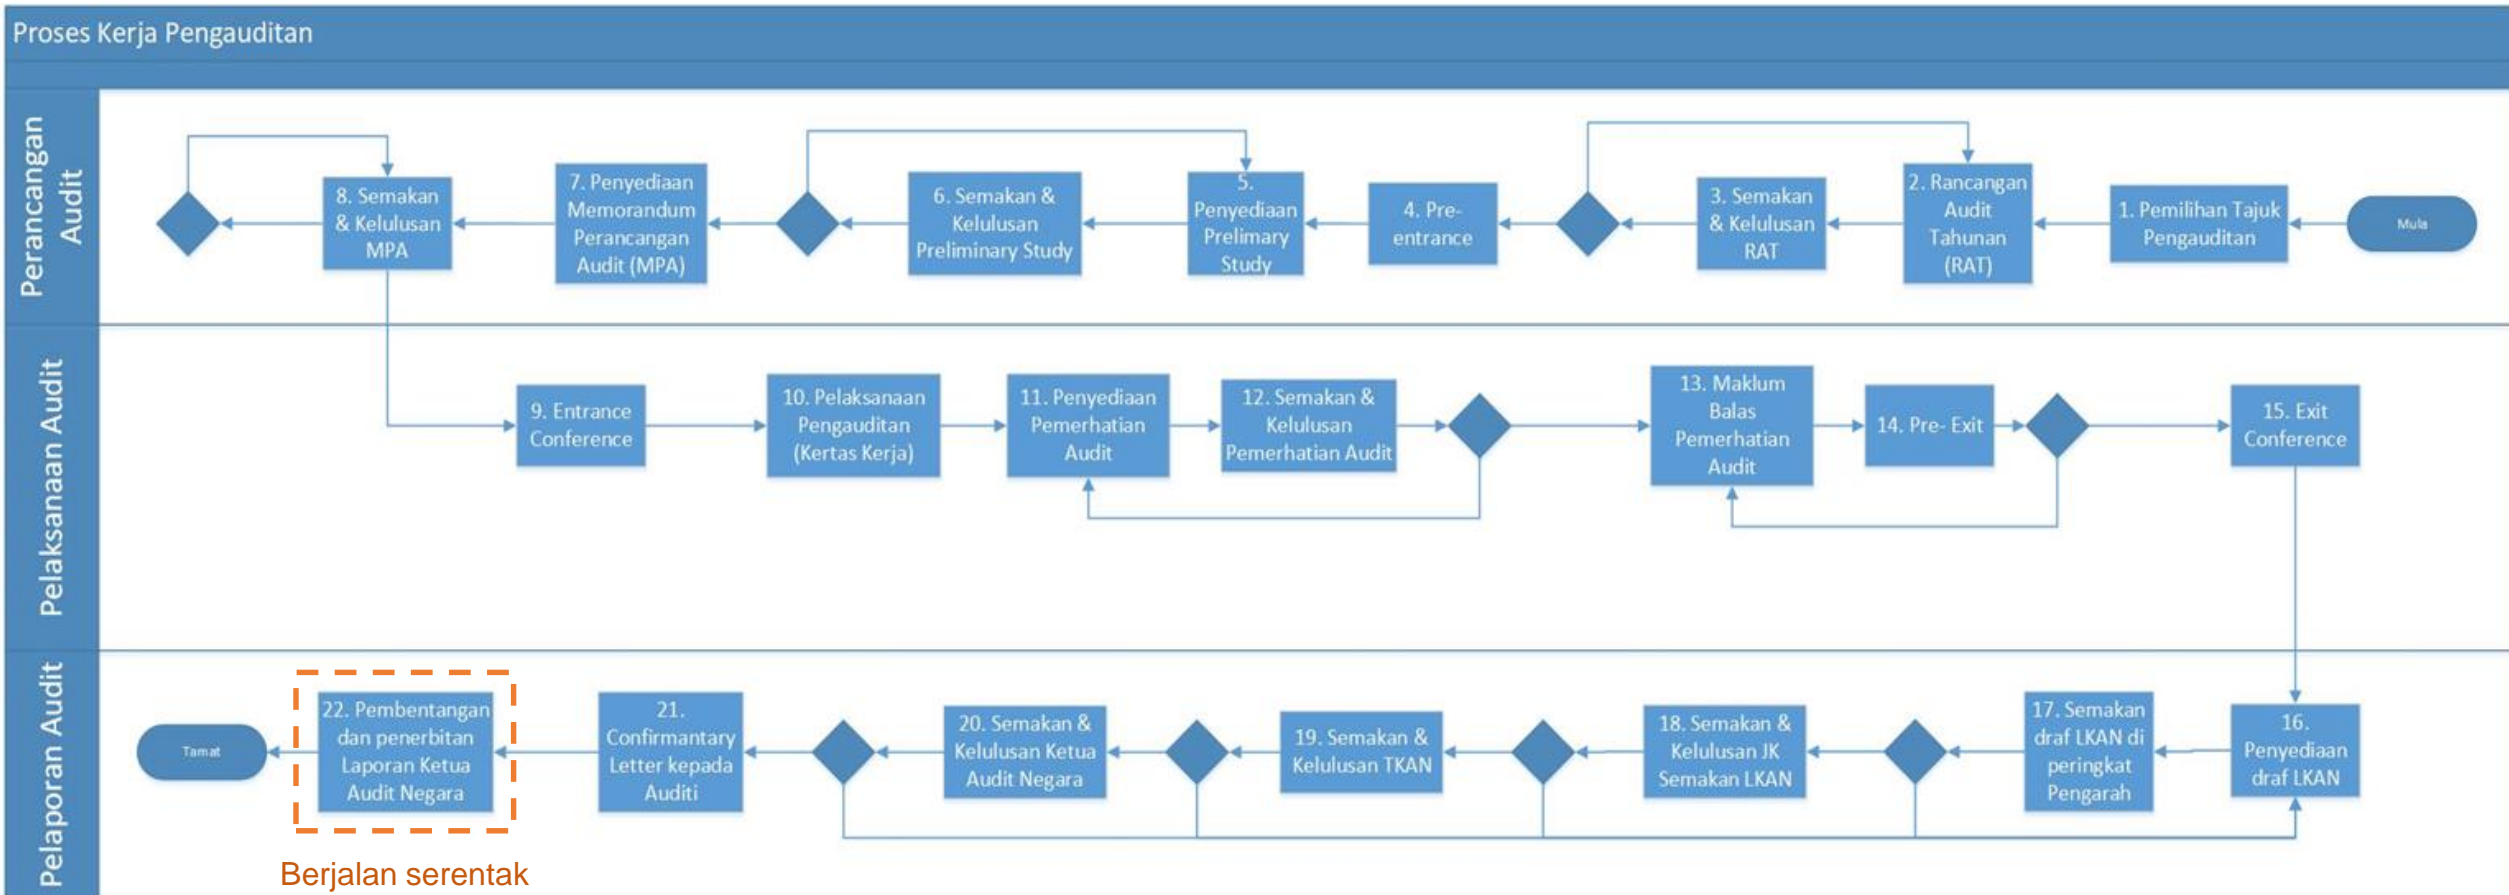 Proses Kerja Pengauditan
Perancangan
Audit
Mula
1. Pemilihan Tajuk
Pengauditan
2. Rancangan
Audit
Tahunan
(RAT)
3. Semakan
& Kelulusan
RAT
4. Pre-
entrance
5.
Penyediaan
Prelimary
Study
6. Semakan &
Kelulusan
Preliminary Study
7. Penyediaan
Memorandum
Perancangan
Audit (MPA)
8. Semakan
& Kelulusan
MPA
Pelaksanaan Audit
9. Entrance
Conference
10. Pelaksanaan
Pengauditan
(Kertas Kerja)
11. Penyediaan
Pemerhatian
Audit
12. Semakan &
Kelulusan
Pemerhatian Audit
13. Maklum
Balas
Pemerhatian
Audit
14. Pre- Exit
15. Exit
Conference
Pelaporan Audit
16.
Penyediaan
draf LKAN
17. Semakan
draf LKAN di
peringkat
Pengarah
18. Semakan &
Kelulusan JK
Semakan LKAN
19. Semakan &
Kelulusan TKAN
20. Semakan &
Kelulusan Ketua
Audit Negara
21.
Confirmantary
Letter kepada
Auditi
22. Pembentangan
dan penerbitan
Laporan Ketua
Audit Negara
Tamat
Berjalan serentak